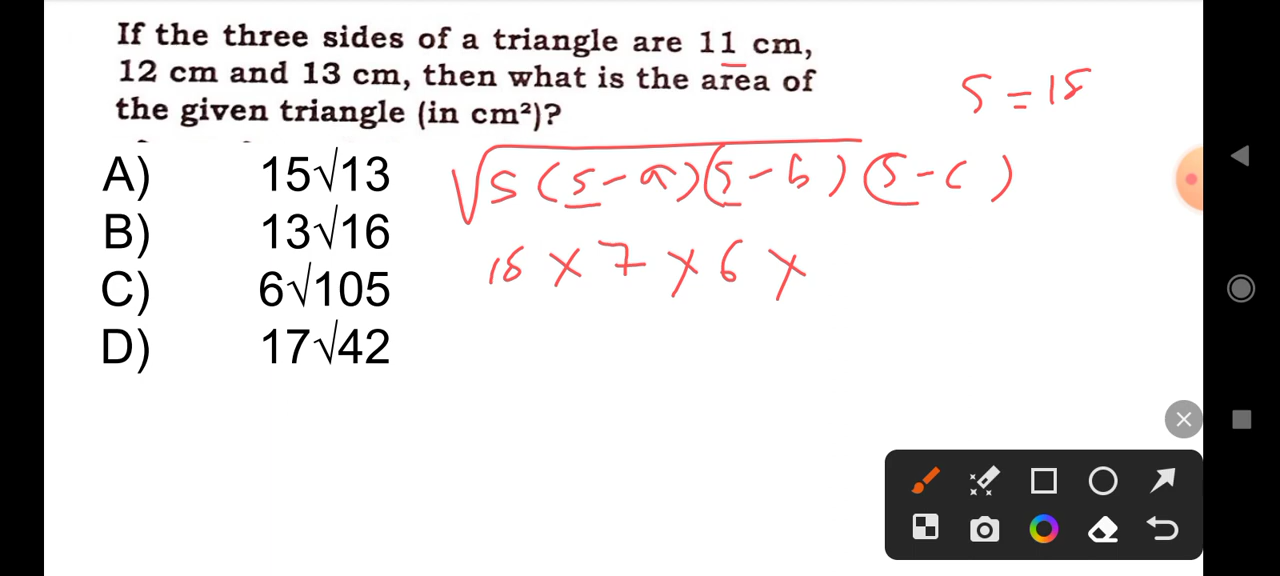 If the three sides of a triangle are 11 cm,
12 cm and 13 cm, then what is the area of
the given triangle (in cm²)?
S = 18
A) 15√13
√S(S-a)(S-b)(S-c)
B) 13√16
18 × 7 × 6 ×
C) 6√105
D) 17√42